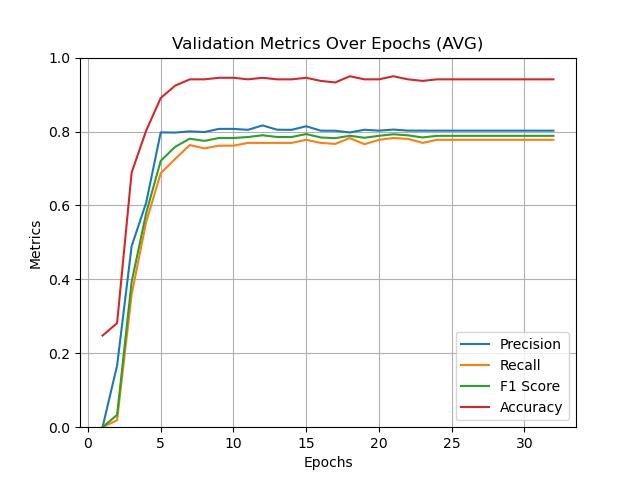 Validation Metrics Over Epochs (AVG)
1.0
0.8
0.6
0.4
0.2
0.0
Metrics
0 5 10 15 20 25 30
Epochs
Precision
Recall
F1 Score
Accuracy